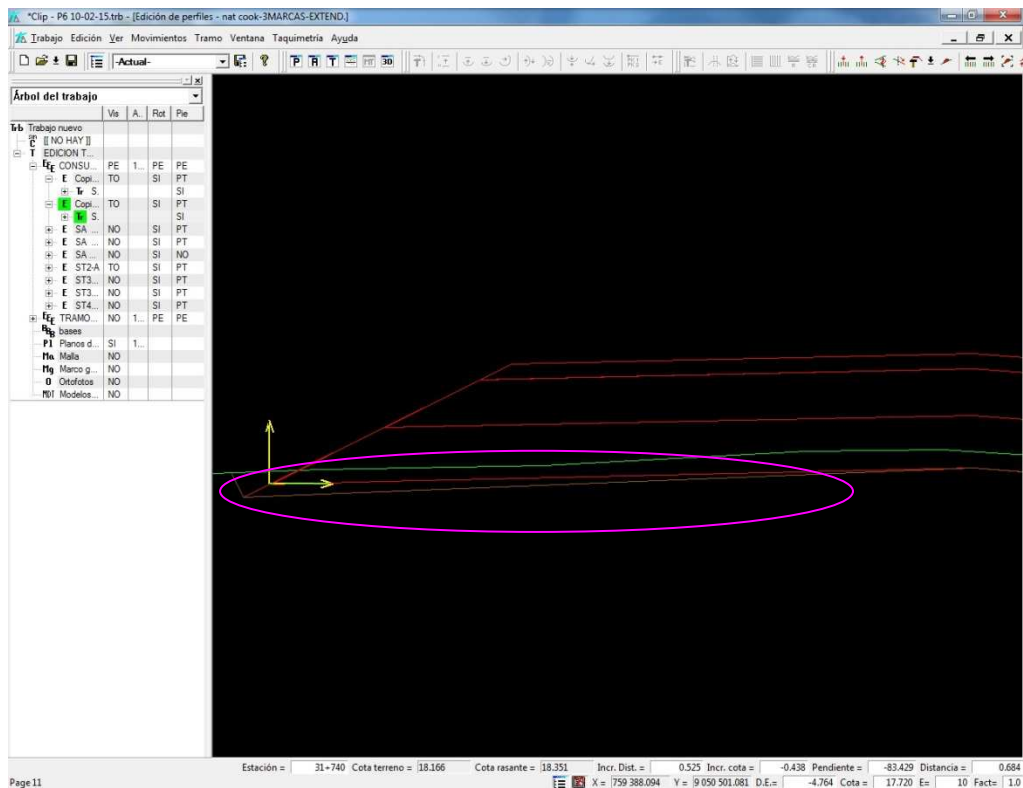 *Clip - P6 10-02-15.trb - [Edición de perfiles - nat cook-3MARCAS-EXTEND.]
Trabajo Edición Ver Movimientos Tramo Ventana Taquimetría Ayuda
-Actual-
P R T 3D
Árbol del trabajo
Vis A.. Rot Pie
Trb Trabajo nuevo
[[ NO HAY ]]
T EDICION T...
CONSU... PE 1... PE PE
E Copi... TO SI PT
Tr S. SI
E Copi... TO SI PT
Tr S. SI
E SA ... NO SI PT
E SA ... NO SI PT
E SA ... NO SI NO
E ST2-A TO SI PT
E ST3... NO SI PT
E ST3... NO SI PT
E ST4... NO SI PT
TRAMO... NO 1... PE PE
bases
Pl Planos d... SI 1...
Ma Malla NO
Mg Marco g... NO
O Ortofotos NO
MDT Modelos... NO
Estación = 31+740 Cota terreno = 18.166 Cota rasante = 18.351 Incr. Dist. = 0.525 Incr. cota = -0.438 Pendiente = -83.429 Distancia = 0.684
Page 11 X = 759 388.094 Y = 9 050 501.081 D.E.= -4.764 Cota = 17.720 E= 10 Fact= 1.0